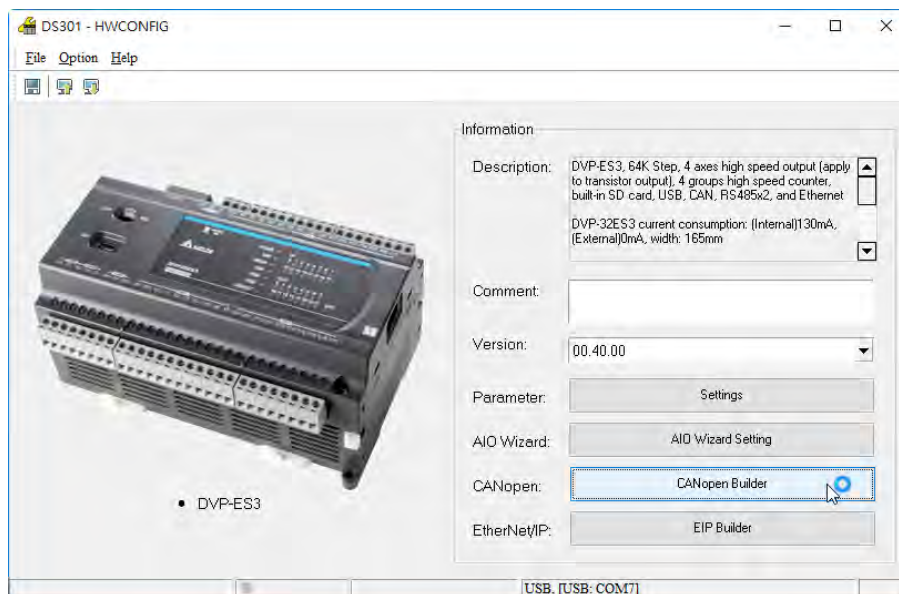 DS301 - HWCONFIG
File Option Help
Information
Description:
DVP-ES3, 64K Step, 4 axes high speed output (apply
to transistor output), 4 groups high speed counter,
built-in SD card, USB, CAN, RS485x2, and Ethernet
DVP-32ES3 current consumption: (Internal)130mA,
(External)0mA, width: 165mm
Comment:
Version: 00.40.00
Parameter: Settings
AIO Wizard: AIO Wizard Setting
CANopen: CANopen Builder
EtherNet/IP: EIP Builder
• DVP-ES3
USB, [USB: COM7]